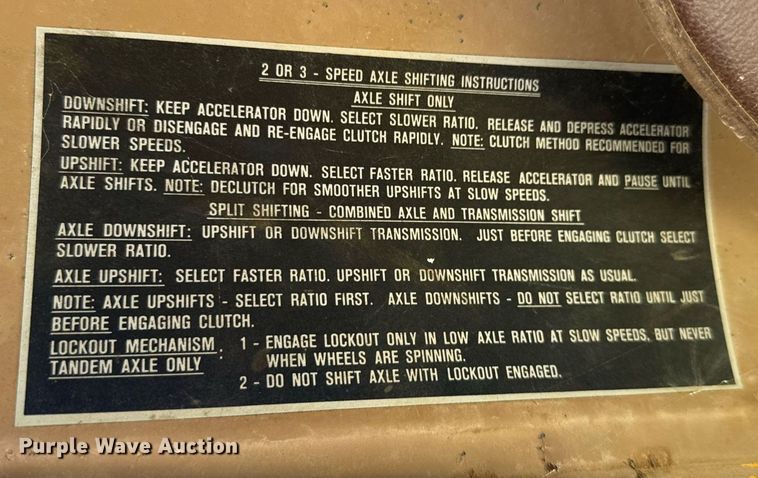 2 OR 3 - SPEED AXLE SHIFTING INSTRUCTIONS
AXLE SHIFT ONLY
DOWNSHIFT: KEEP ACCELERATOR DOWN. SELECT SLOWER RATIO. RELEASE AND DEPRESS ACCELERATOR
RAPIDLY OR DISENGAGE AND RE-ENGAGE CLUTCH RAPIDLY. NOTE: CLUTCH METHOD RECOMMENDED FOR
SLOWER SPEEDS.
UPSHIFT: KEEP ACCELERATOR DOWN. SELECT FASTER RATIO. RELEASE ACCELERATOR AND PAUSE UNTIL
AXLE SHIFTS. NOTE: DECLUTCH FOR SMOOTHER UPSHIFTS AT SLOW SPEEDS.
SPLIT SHIFTING - COMBINED AXLE AND TRANSMISSION SHIFT
AXLE DOWNSHIFT: UPSHIFT OR DOWNSHIFT TRANSMISSION. JUST BEFORE ENGAGING CLUTCH SELECT
SLOWER RATIO.
AXLE UPSHIFT: SELECT FASTER RATIO. UPSHIFT OR DOWNSHIFT TRANSMISSION AS USUAL.
NOTE: AXLE UPSHIFTS - SELECT RATIO FIRST. AXLE DOWNSHIFTS - DO NOT SELECT RATIO UNTIL JUST
BEFORE ENGAGING CLUTCH.
LOCKOUT MECHANISM
TANDEM AXLE ONLY :
1 - ENGAGE LOCKOUT ONLY IN LOW AXLE RATIO AT SLOW SPEEDS, BUT NEVER
WHEN WHEELS ARE SPINNING.
2 - DO NOT SHIFT AXLE WITH LOCKOUT ENGAGED.
Purple Wave Auction